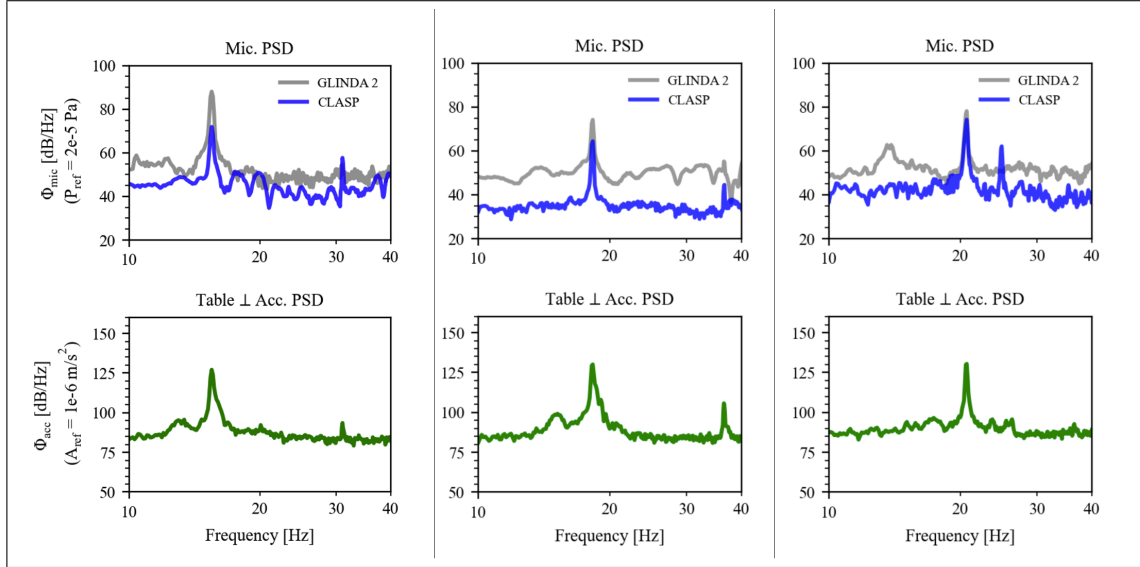 Mic. PSD
Φmic [dB/Hz]
(Pref = 2e-5 Pa)
100
80
60
40
20
GLINDA 2
CLASP
10
20
30
40
Mic. PSD
100
80
60
40
20
GLINDA 2
CLASP
10
20
30
40
Mic. PSD
100
80
60
40
20
GLINDA 2
CLASP
10
20
30
40
Table ⊥ Acc. PSD
Φacc [dB/Hz]
(Aref = 1e-6 m/s²)
150
125
100
75
50
10
20
30
40
Frequency [Hz]
Table ⊥ Acc. PSD
150
125
100
75
50
10
20
30
40
Frequency [Hz]
Table ⊥ Acc. PSD
150
125
100
75
50
10
20
30
40
Frequency [Hz]